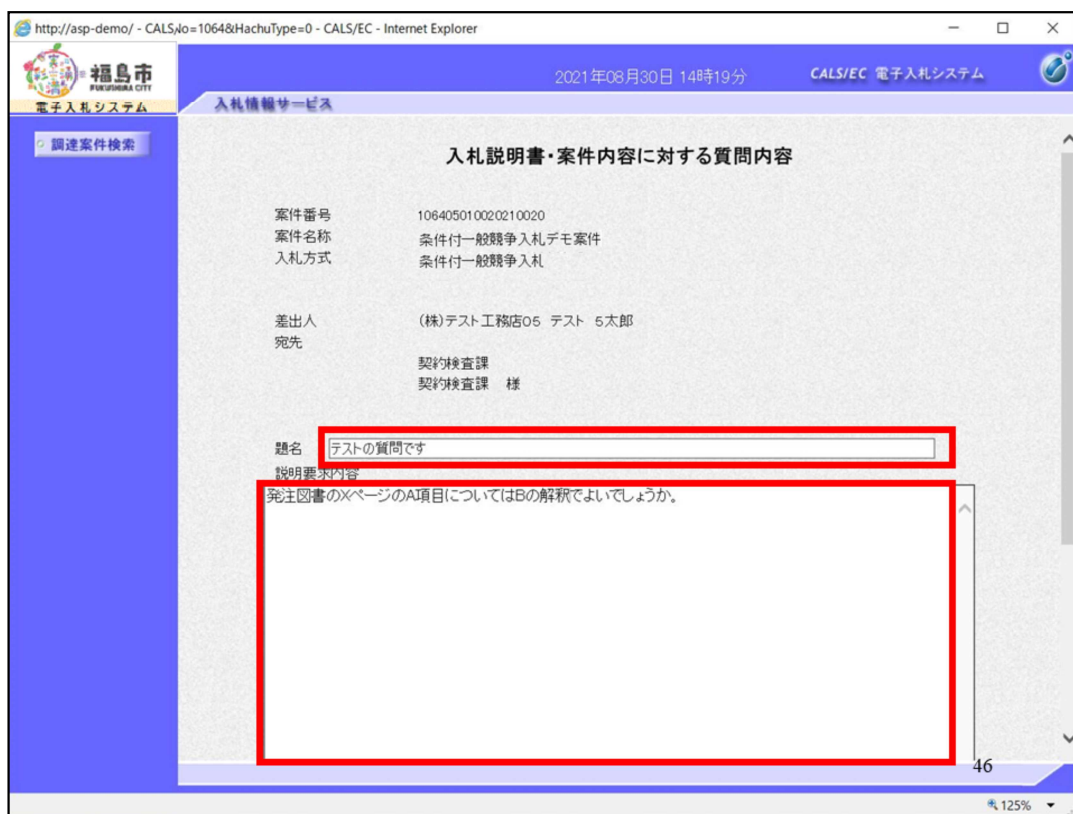 http://asp-demo/ - CALS/Io=1064&HachuType=0 - CALS/EC - Internet Explorer
福島市
FUKUSHIMA CITY
電子入札システム
2021年08月30日 14時19分
CALS/EC 電子入札システム
入札情報サービス
調達案件検索
入札説明書・案件内容に対する質問内容
案件番号 106405010020210020
案件名称 条件付一般競争入札デモ案件
入札方式 条件付一般競争入札
差出人 (株)テスト工務店05 テスト 5太郎
宛先
契約検査課
契約検査課 様
題名 テストの質問です
説明要求内容
発注図書のXページのA項目についてはBの解釈でよいでしょうか。
46
125%